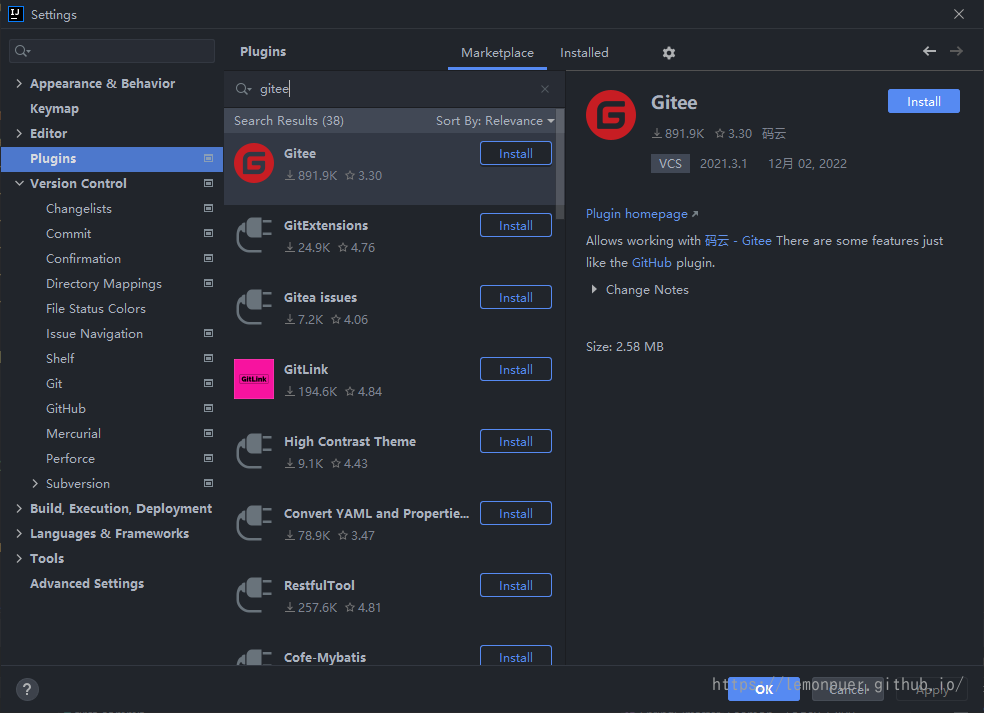 Settings
Plugins
Marketplace
Installed
Appearance & Behavior
Keymap
Editor
Plugins
Version Control
Changelists
Commit
Confirmation
Directory Mappings
File Status Colors
Issue Navigation
Shelf
Git
GitHub
Mercurial
Perforce
Subversion
Build, Execution, Deployment
Languages & Frameworks
Tools
Advanced Settings
gitee
Search Results (38) Sort By: Relevance
Gitee Install
891.9K 3.30
GitExtensions Install
24.9K 4.76
Gitea issues Install
7.2K 4.06
GitLink
GitLink Install
194.6K 4.84
High Contrast Theme Install
9.1K 4.43
Convert YAML and Propertie... Install
78.9K 3.47
RestfulTool Install
257.6K 4.81
Cofe-Mybatis Install
Gitee Install
891.9K 3.30 码云
VCS 2021.3.1 12月 02, 2022
Plugin homepage ↗
Allows working with 码云 - Gitee There are some features just
like the GitHub plugin.
Change Notes
Size: 2.58 MB
? OK Cancel Apply
https://lemonpuer.github.io/